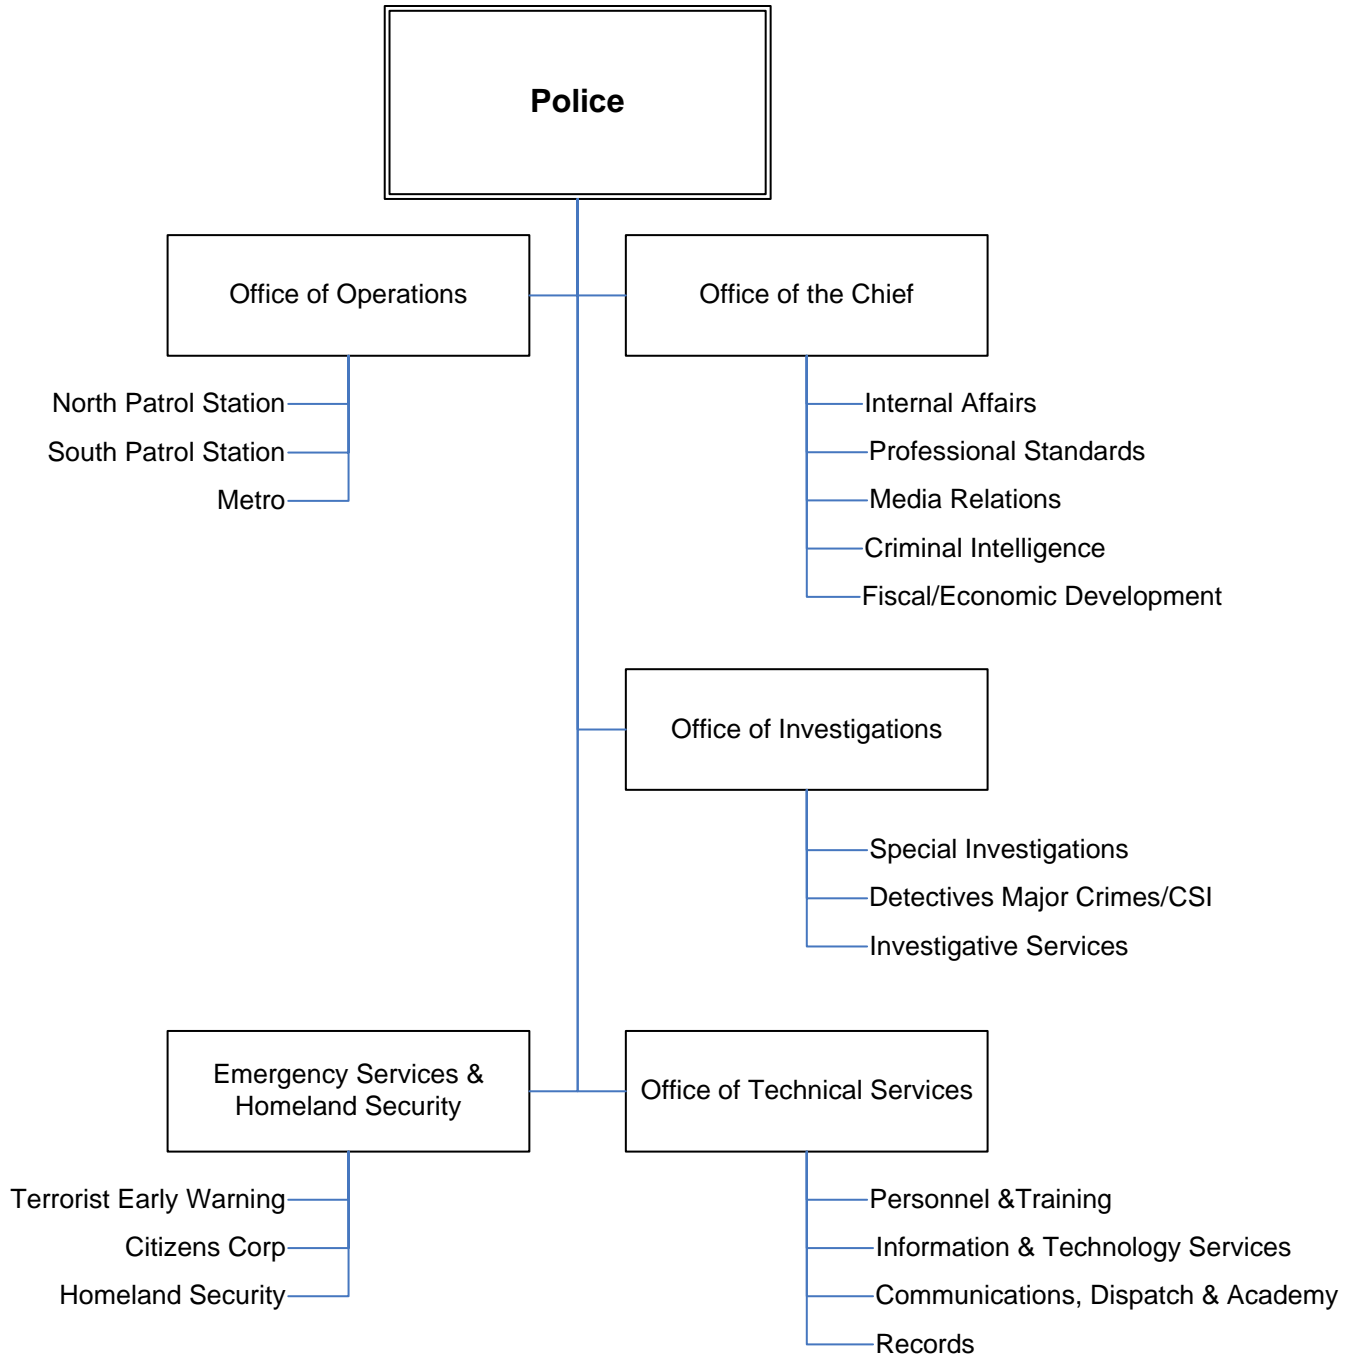 Police
Office of Operations
North Patrol Station
South Patrol Station
Metro
Office of the Chief
Internal Affairs
Professional Standards
Media Relations
Criminal Intelligence
Fiscal/Economic Development
Office of Investigations
Special Investigations
Detectives Major Crimes/CSI
Investigative Services
Emergency Services &
Homeland Security
Terrorist Early Warning
Citizens Corp
Homeland Security
Office of Technical Services
Personnel &Training
Information & Technology Services
Communications, Dispatch & Academy
Records